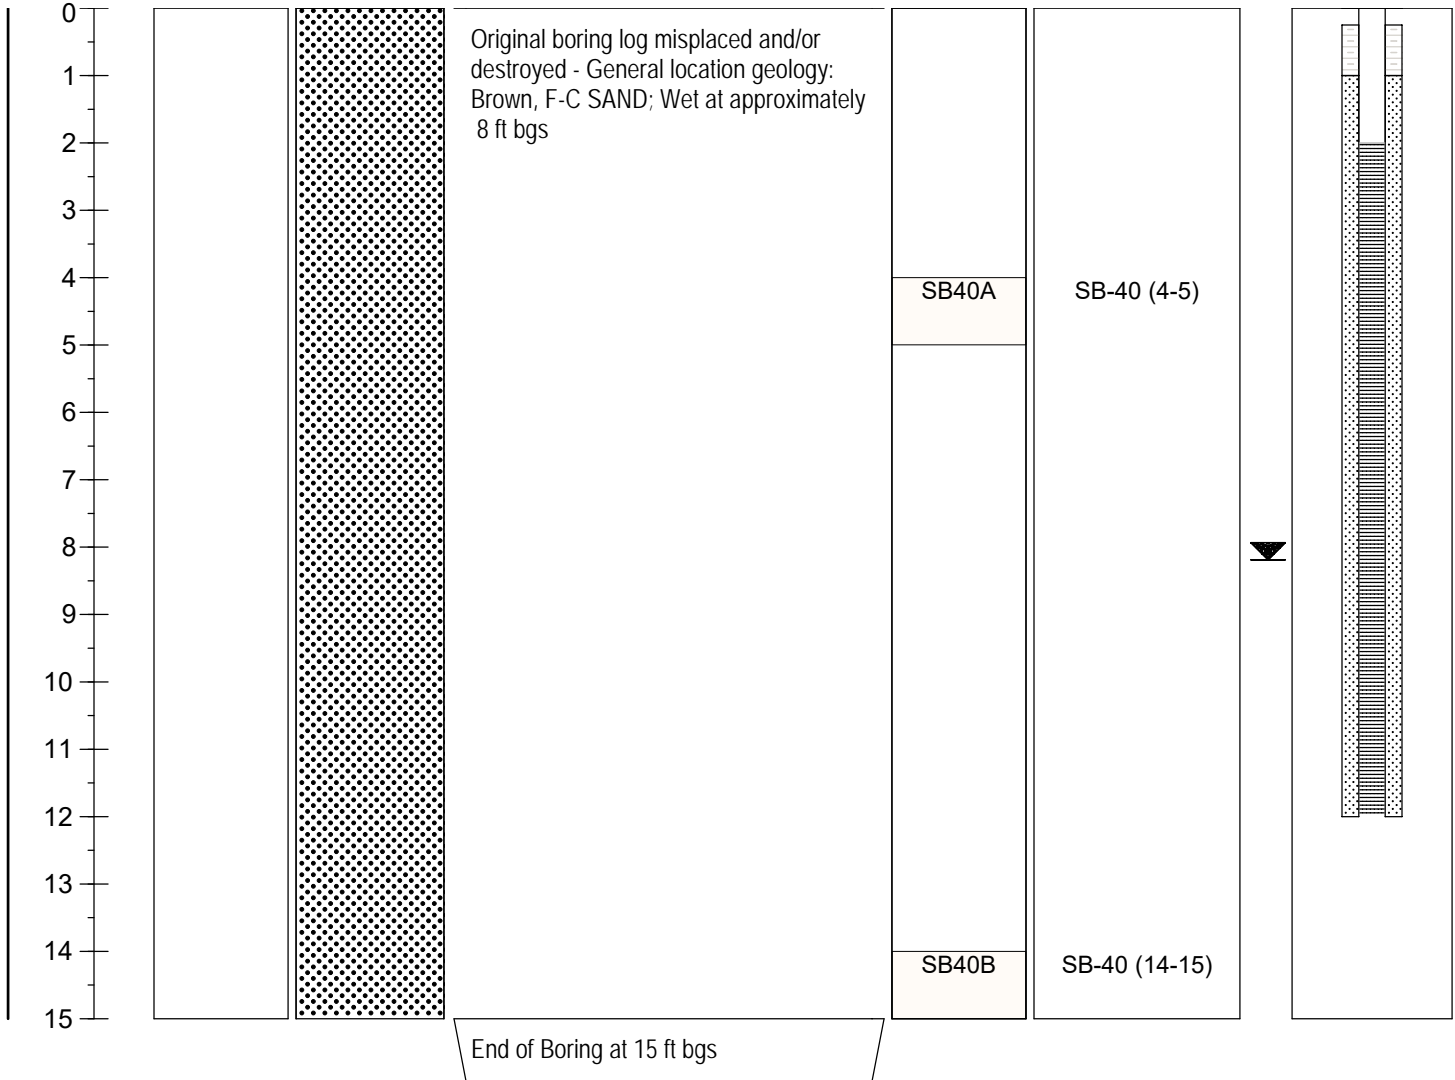 0
Original boring log misplaced and/or
destroyed - General location geology:
Brown, F-C SAND; Wet at approximately
8 ft bgs
1
2
3
4
SB40A SB-40 (4-5)
5
6
7
8
9
10
11
12
13
14
SB40B SB-40 (14-15)
15
End of Boring at 15 ft bgs